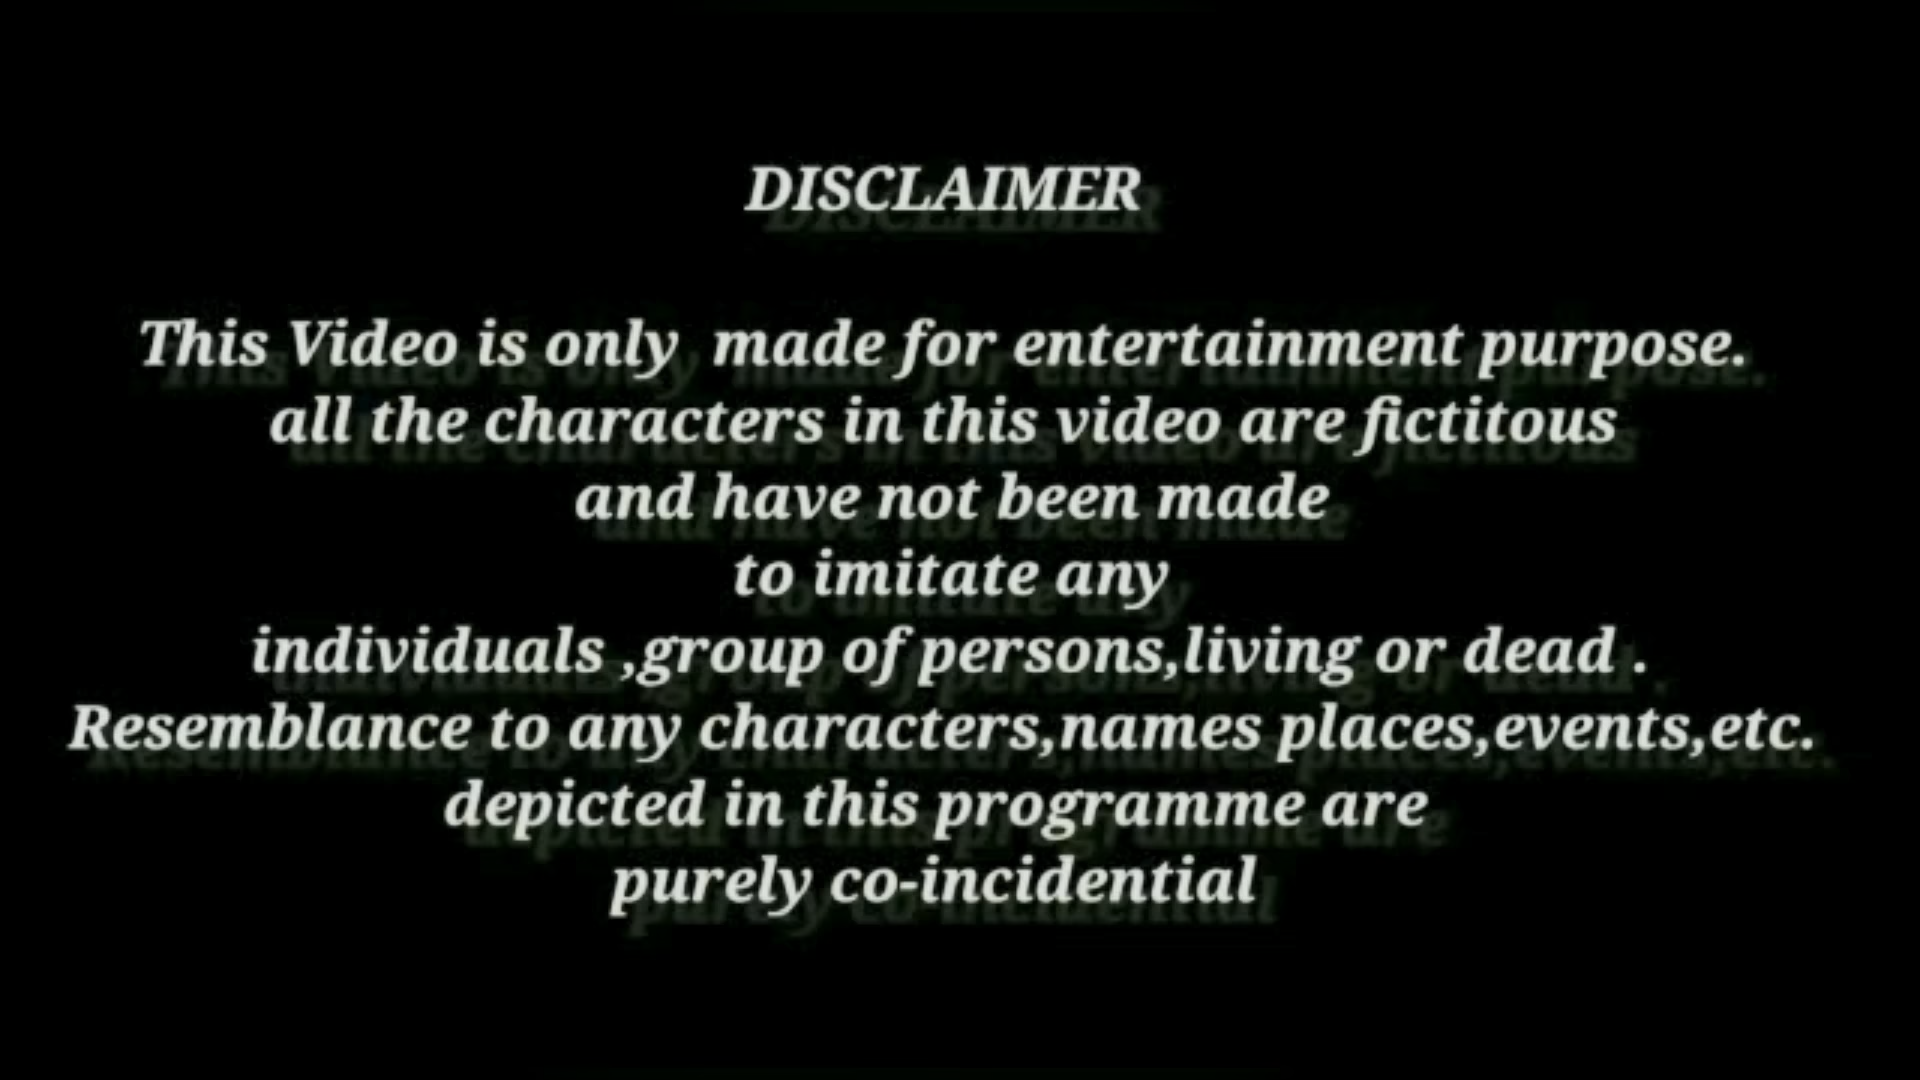 DISCLAIMER
This Video is only  made for entertainment purpose.
all the characters in this video are fictitous
and have not been made
to imitate any
individuals ,group of persons,living or dead .
Resemblance to any characters,names places,events,etc.
depicted in this programme are
purely co-incidential